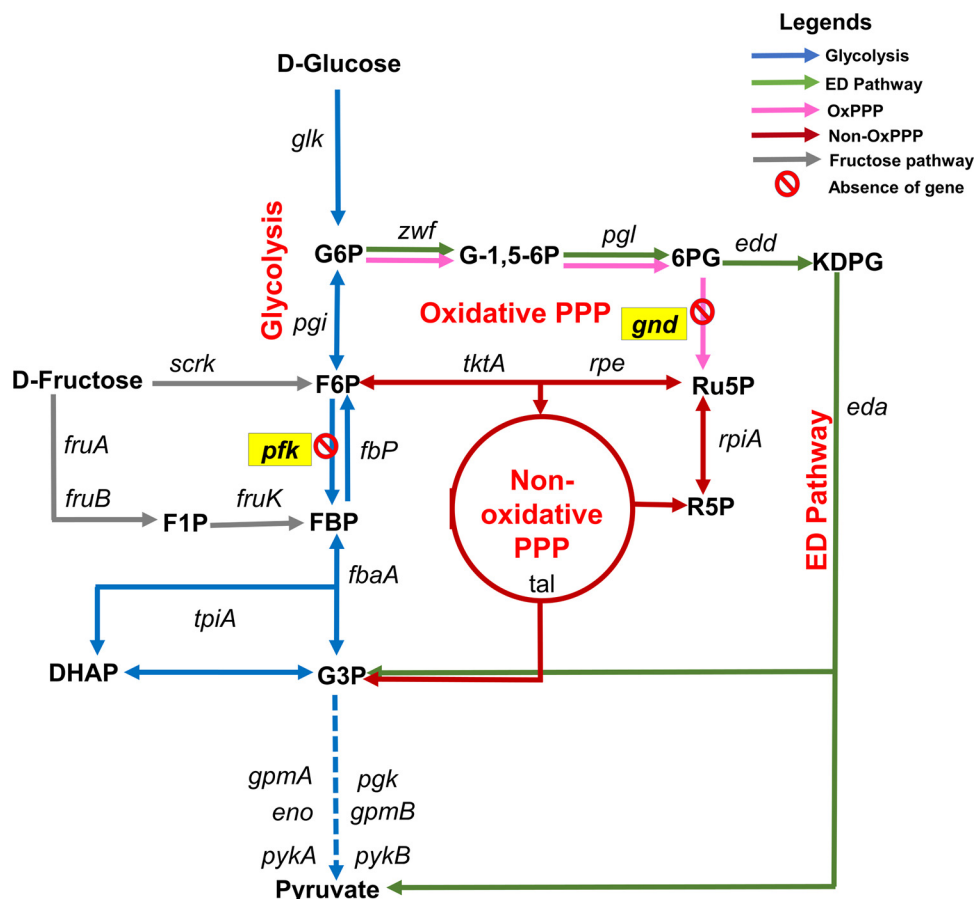 Legends
Glycolysis
ED Pathway
OxPPP
Non-OxPPP
Fructose pathway
Absence of gene
D-Glucose
glk
Glycolysis
G6P
zwf
G-1,5-6P
pgl
6PG
edd
KDPG
pgi
Oxidative PPP
gnd
D-Fructose
scrk
F6P
tktA
rpe
Ru5P
eda
fruA
pfk
fbP
rpiA
ED Pathway
fruB
F1P
fruK
FBP
Non-
oxidative
PPP
R5P
fbaA
tal
tpiA
DHAP
G3P
gpmA
pgk
eno
gpmB
pykA
pykB
Pyruvate